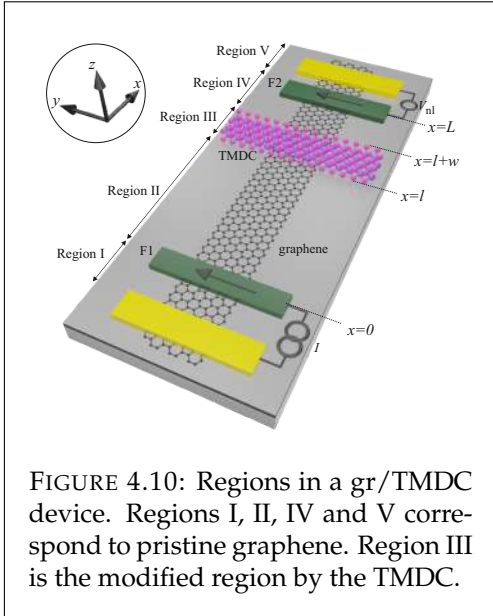 Region V
Region IV
Region III
Region II
Region I
z
x
y
F2
V_nl
x=L
x=l+w
x=l
TMDC
graphene
F1
x=0
I
FIGURE 4.10: Regions in a gr/TMDC
device. Regions I, II, IV and V corre-
spond to pristine graphene. Region III
is the modified region by the TMDC.